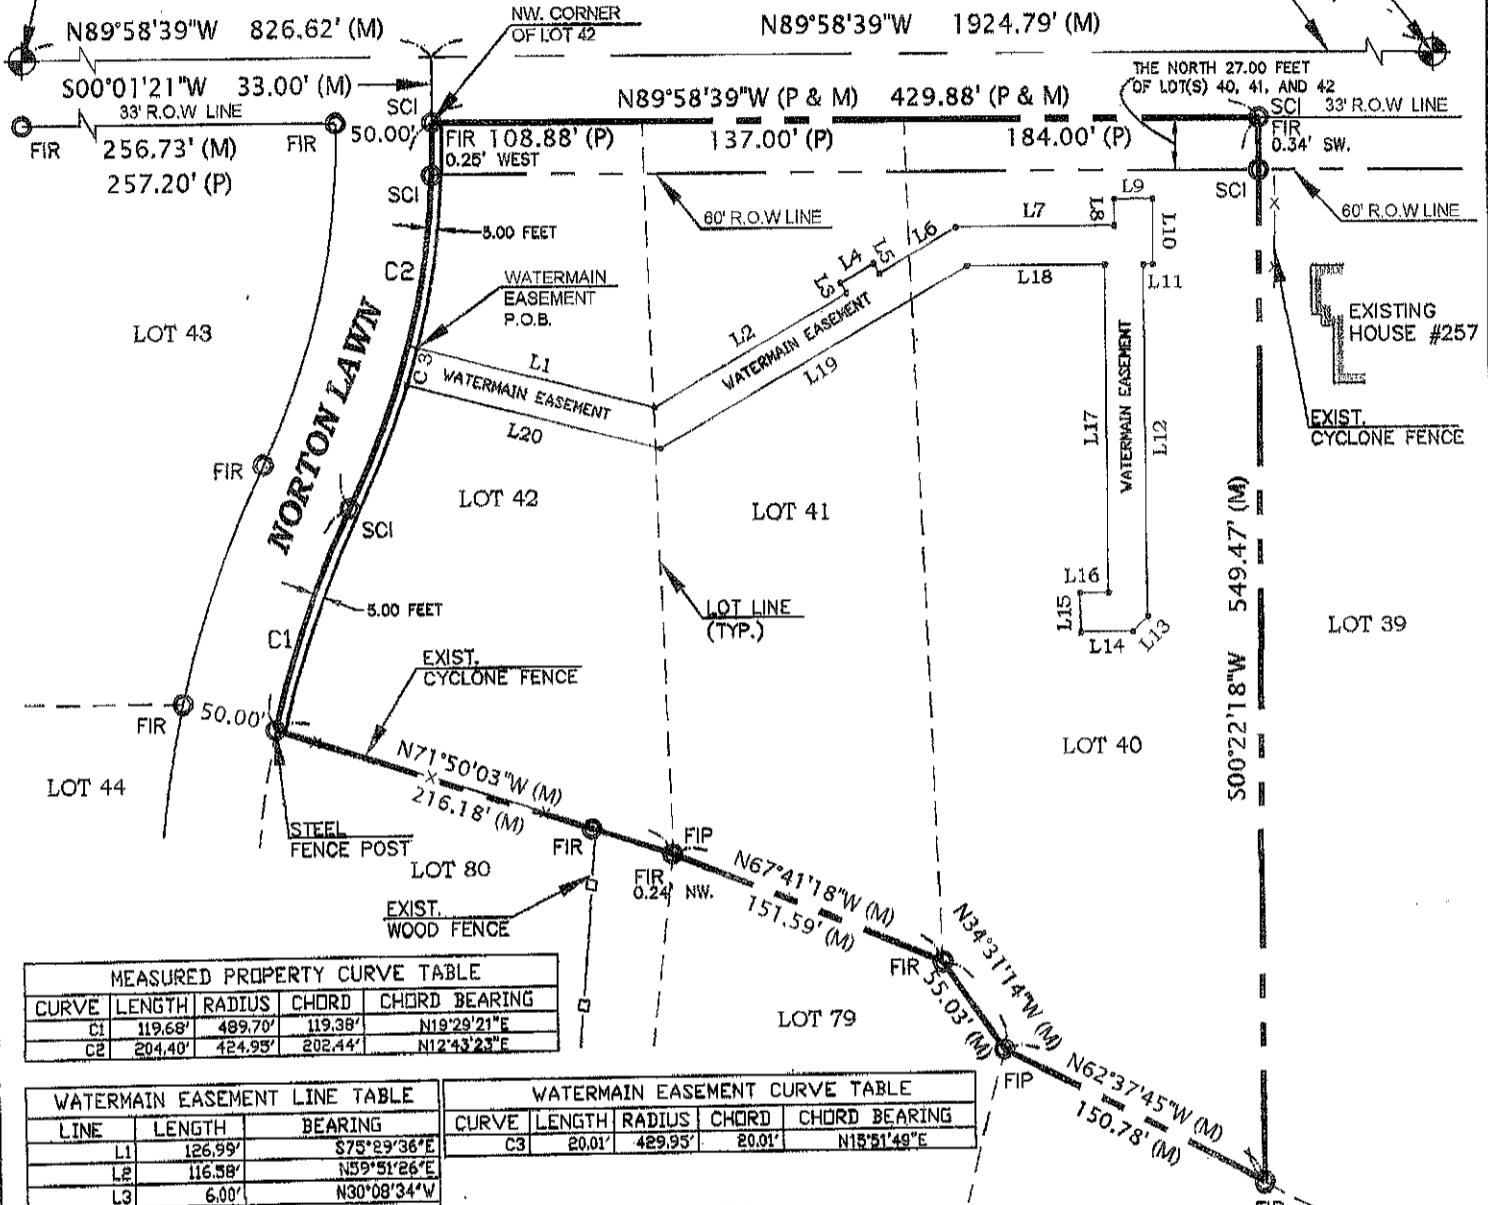 N89°58'39"W 826.62' (M)
NW. CORNER
OF LOT 42
N89°58'39"W 1924.79' (M)
S00°01'21"W 33.00' (M)
33' R.O.W LINE
SCI
50.00'
N89°58'39"W (P & M) 429.88' (P & M)
THE NORTH 27.00 FEET
OF LOT(S) 40, 41, AND 42
SCI
33' R.O.W LINE
FIR
256.73' (M)
257.20' (P)
FIR
FIR 108.88' (P)
0.25' WEST
137.00' (P)
184.00' (P)
FIR
0.34' SW.
SCI
SCI
60' R.O.W LINE
60' R.O.W LINE
5.00 FEET
C2
WATERMAIN
EASEMENT
P.O.B.
L9
L8
L7
L10
L6
L5
L4
L3
L18
L11
EXISTING
HOUSE #257
LOT 43
NORTON LAWN
C3
L1
WATERMAIN EASEMENT
L20
L2
WATERMAIN EASEMENT
L19
L17
WATERMAIN EASEMENT
L12
EXIST.
CYCLONE FENCE
FIR
LOT 42
LOT 41
SCI
S00°22'18"W 549.47' (M)
L16
L15
L14
L13
5.00 FEET
C1
LOT LINE
(TYP.)
LOT 39
EXIST.
CYCLONE FENCE
FIR
50.00'
LOT 40
LOT 44
N71°50'03"W (M)
216.18' (M)
STEEL
FENCE POST
LOT 80
FIR
FIP
FIR
0.24' NW.
N67°41'18"W (M)
151.59' (M)
EXIST.
WOOD FENCE
FIR
N34°31'14"W (M)
55.03' (M)
LOT 79
FIP
N62°37'45"W (M)
150.78' (M)
MEASURED PROPERTY CURVE TABLE
CURVE LENGTH RADIUS CHORD CHORD BEARING
C1 119.68' 489.70' 119.38' N19°29'21"E
C2 204.40' 424.95' 202.44' N12°43'23"E
WATERMAIN EASEMENT LINE TABLE
LINE LENGTH BEARING
L1 126.99' S75°29'36"E
L2 116.58' N59°51'26"E
L3 6.00' N30°08'34"W
WATERMAIN EASEMENT CURVE TABLE
CURVE LENGTH RADIUS CHORD CHORD BEARING
C3 20.01' 429.95' 20.01' N15°51'49"E